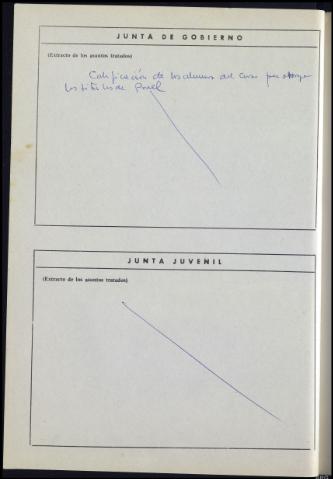 JUNTA DE GOBIERNO
(Extracto de los asuntos tratados)
Calificación de los alumnos del Curso para otorgar
los títulos de
JUNTA JUVENIL
(Extracto de los asuntos tratados)